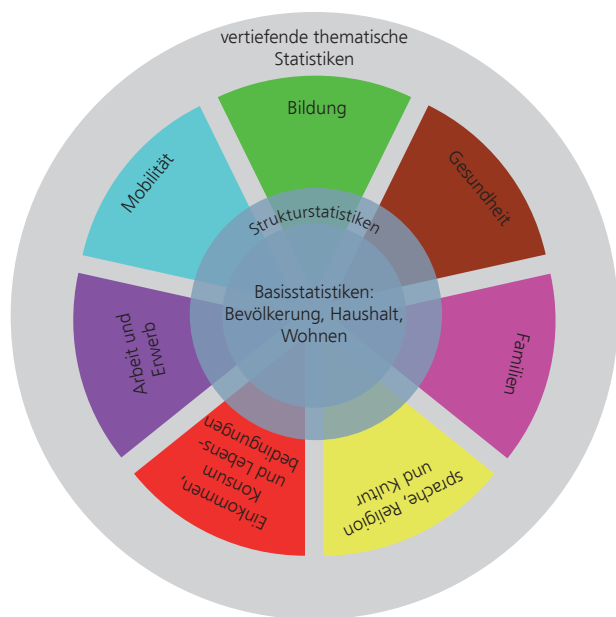 vertiefende thematische
Statistiken
Bildung
Gesundheit
Familien
sprache, Religion
und Kultur
Einkommen,
Konsum
und Lebens-
bedingungen
Arbeit und
Erwerb
Mobilität
Strukturstatistiken
Basisstatistiken:
Bevölkerung, Haushalt,
Wohnen